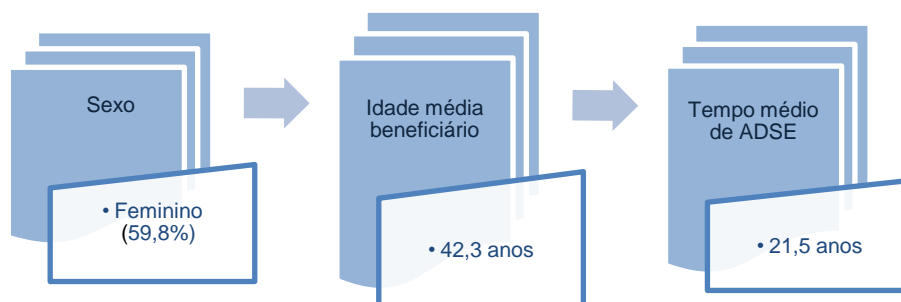 Sexo
• Feminino
(59,8%)
Idade média
beneficiário
• 42,3 anos
Tempo médio
de ADSE
• 21,5 anos